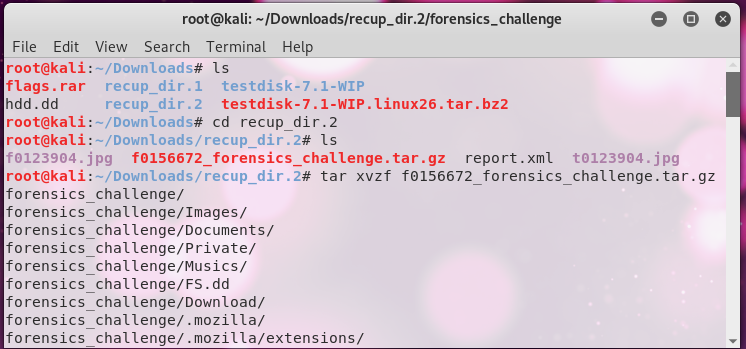 root@kali: ~/Downloads/recup_dir.2/forensics_challenge
File Edit View Search Terminal Help
root@kali:~/Downloads# ls
flags.rar recup_dir.1 testdisk-7.1-WIP
hdd.dd recup_dir.2 testdisk-7.1-WIP.linux26.tar.bz2
root@kali:~/Downloads# cd recup_dir.2
root@kali:~/Downloads/recup_dir.2# ls
f0123904.jpg f0156672_forensics_challenge.tar.gz report.xml t0123904.jpg
root@kali:~/Downloads/recup_dir.2# tar xvzf f0156672_forensics_challenge.tar.gz
forensics_challenge/
forensics_challenge/Images/
forensics_challenge/Documents/
forensics_challenge/Private/
forensics_challenge/Musics/
forensics_challenge/FS.dd
forensics_challenge/Download/
forensics_challenge/.mozilla/
forensics_challenge/.mozilla/extensions/